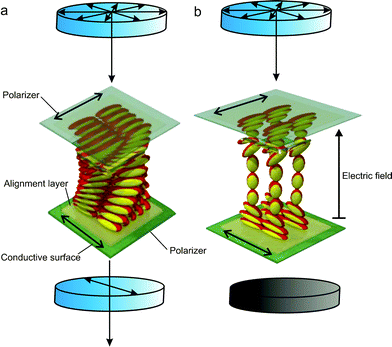 a
b
Polarizer
Alignment layer
Conductive surface
Polarizer
Electric field